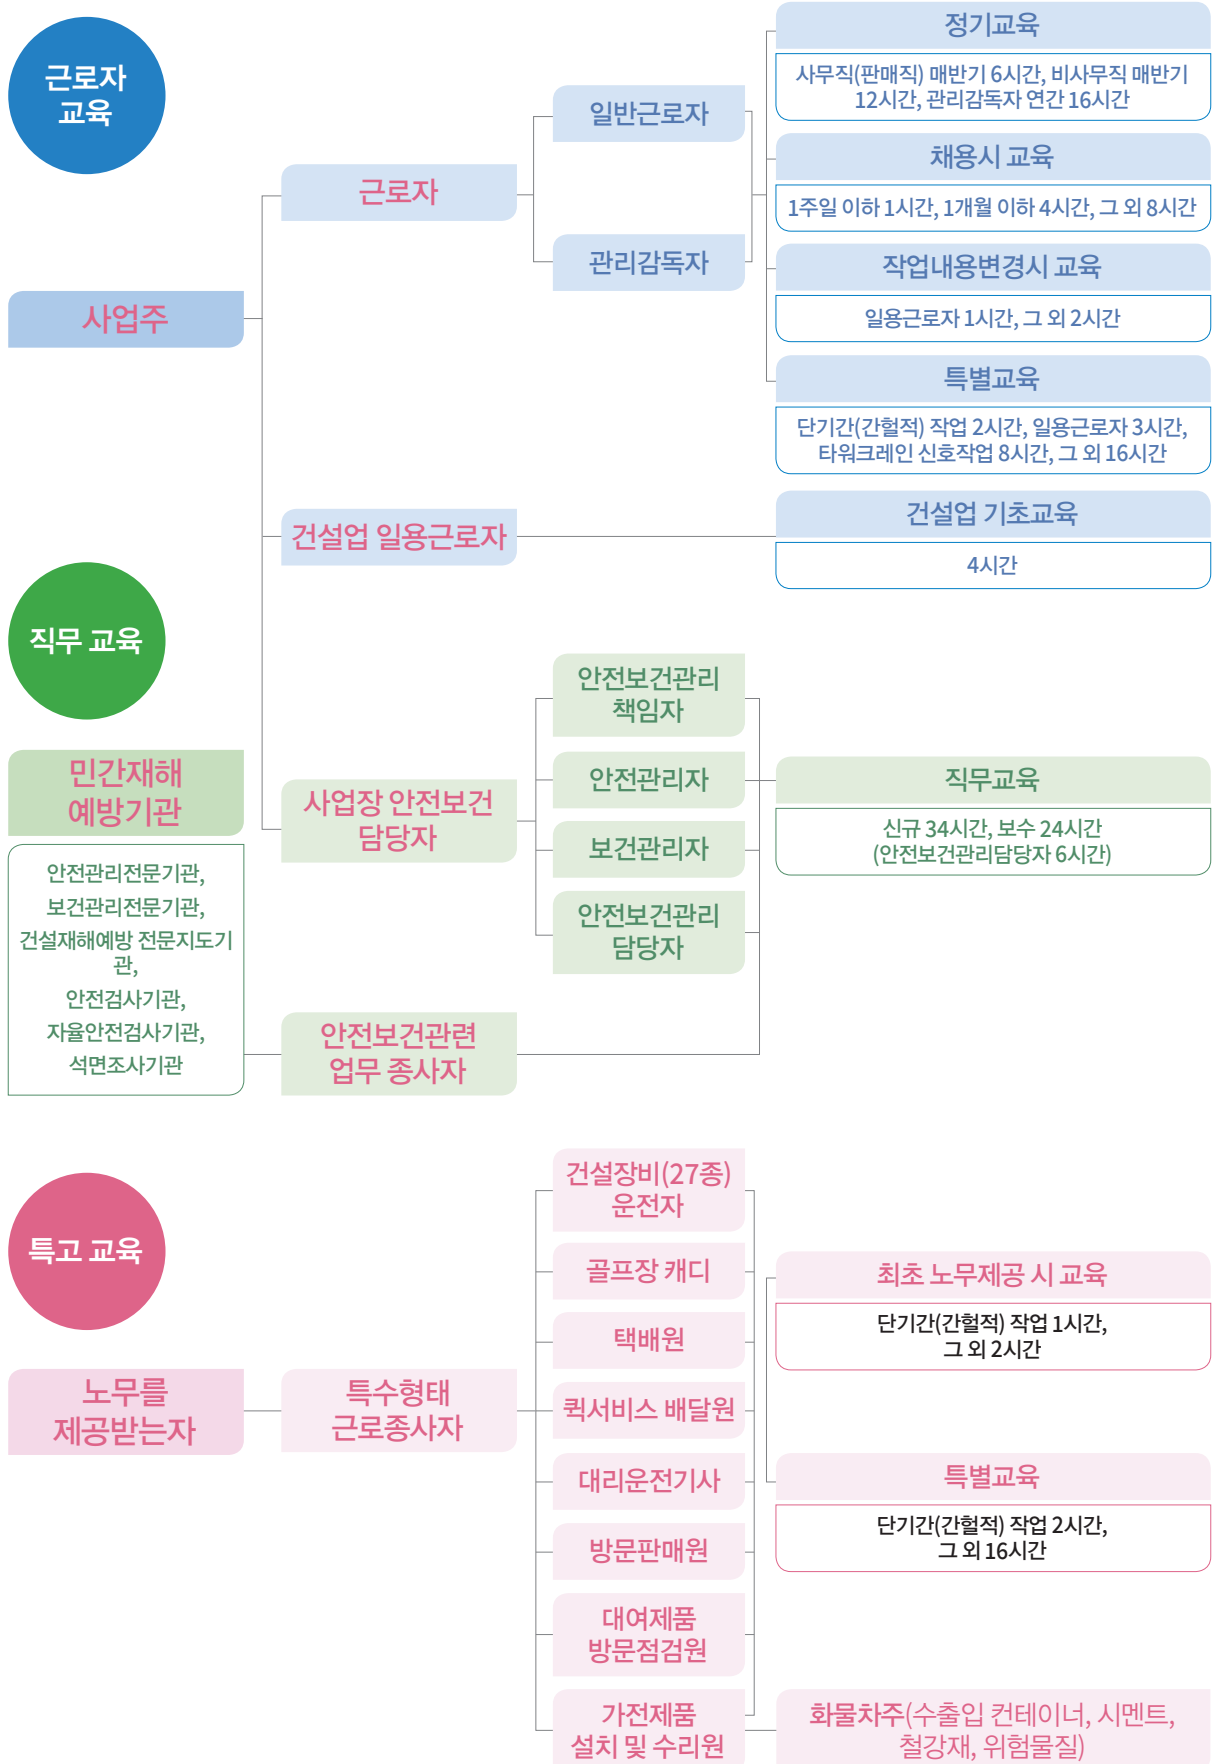 근로자
교육
사업주
근로자
일반근로자
관리감독자
정기교육
사무직(판매직) 매반기 6시간, 비사무직 매반기
12시간, 관리감독자 연간 16시간
채용시 교육
1주일 이하 1시간, 1개월 이하 4시간, 그 외 8시간
작업내용변경시 교육
일용근로자 1시간, 그 외 2시간
특별교육
단기간(간헐적) 작업 2시간, 일용근로자 3시간,
타워크레인 신호작업 8시간, 그 외 16시간
건설업 일용근로자
건설업 기초교육
4시간
직무 교육
민간재해
예방기관
안전관리전문기관,
보건관리전문기관,
건설재해예방 전문지도기
관,
안전검사기관,
자율안전검사기관,
석면조사기관
사업장 안전보건
담당자
안전보건관리
책임자
안전관리자
보건관리자
안전보건관리
담당자
직무교육
신규 34시간, 보수 24시간
(안전보건관리담당자 6시간)
안전보건관련
업무 종사자
특고 교육
노무를
제공받는자
특수형태
근로종사자
건설장비(27종)
운전자
골프장 캐디
택배원
퀵서비스 배달원
대리운전기사
방문판매원
대여제품
방문점검원
가전제품
설치 및 수리원
최초 노무제공 시 교육
단기간(간헐적) 작업 1시간,
그 외 2시간
특별교육
단기간(간헐적) 작업 2시간,
그 외 16시간
화물차주(수출입 컨테이너, 시멘트,
철강재, 위험물질)